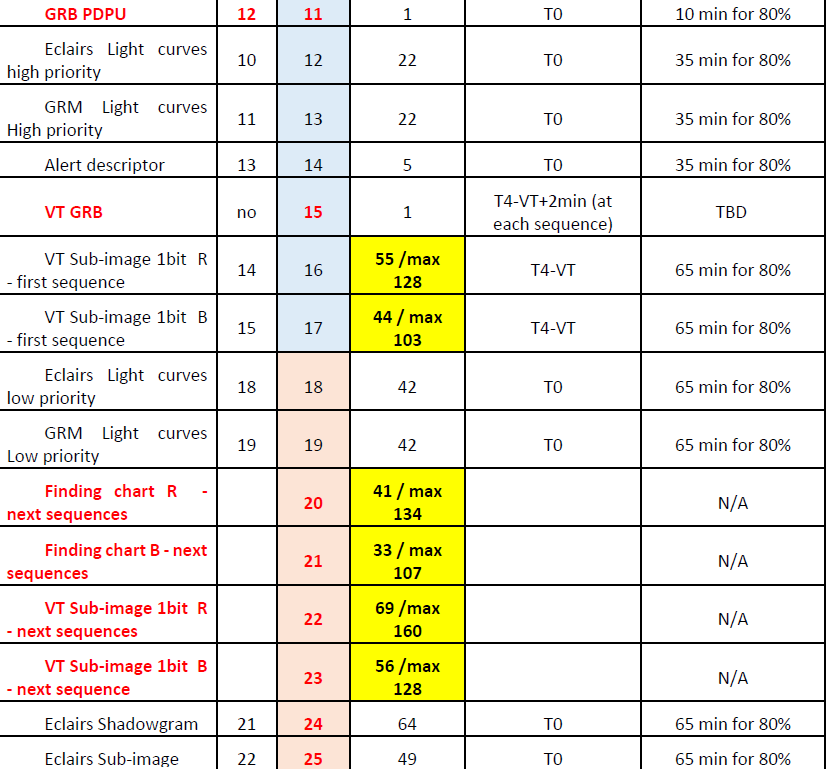 GRB PDPU 12 11 1 T0 10 min for 80%
Eclairs Light curves
high priority 10 12 22 T0 35 min for 80%
GRM Light curves
High priority 11 13 22 T0 35 min for 80%
Alert descriptor 13 14 5 T0 35 min for 80%
VT GRB no 15 1 T4-VT+2min (at
each sequence) TBD
VT Sub-image 1bit R
- first sequence 14 16 55 /max
128 T4-VT 65 min for 80%
VT Sub-image 1bit B
- first sequence 15 17 44 / max
103 T4-VT 65 min for 80%
Eclairs Light curves
low priority 18 18 42 T0 65 min for 80%
GRM Light curves
Low priority 19 19 42 T0 65 min for 80%
Finding chart R -
next sequences 20 41 / max
134 N/A
Finding chart B - next
sequences 21 33 / max
107 N/A
VT Sub-image 1bit R
- next sequences 22 69 /max
160 N/A
VT Sub-image 1bit B
- next sequence 23 56 /max
128 N/A
Eclairs Shadowgram 21 24 64 T0 65 min for 80%
Eclairs Sub-image 22 25 49 T0 65 min for 80%